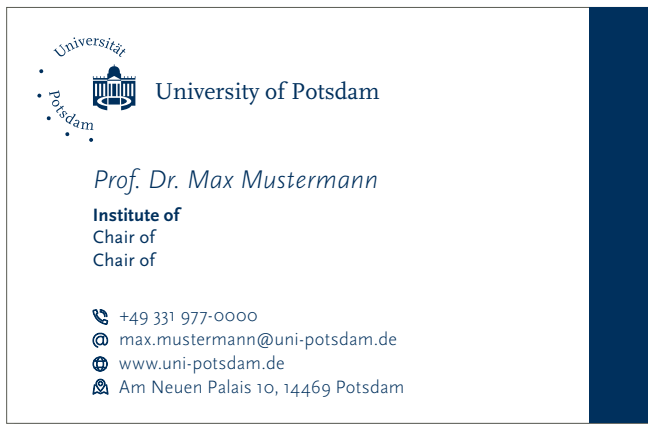 Universität
Potsdam
University of Potsdam
Prof. Dr. Max Mustermann
Institute of
Chair of
Chair of
+49 331 977-0000
max.mustermann@uni-potsdam.de
www.uni-potsdam.de
Am Neuen Palais 10, 14469 Potsdam